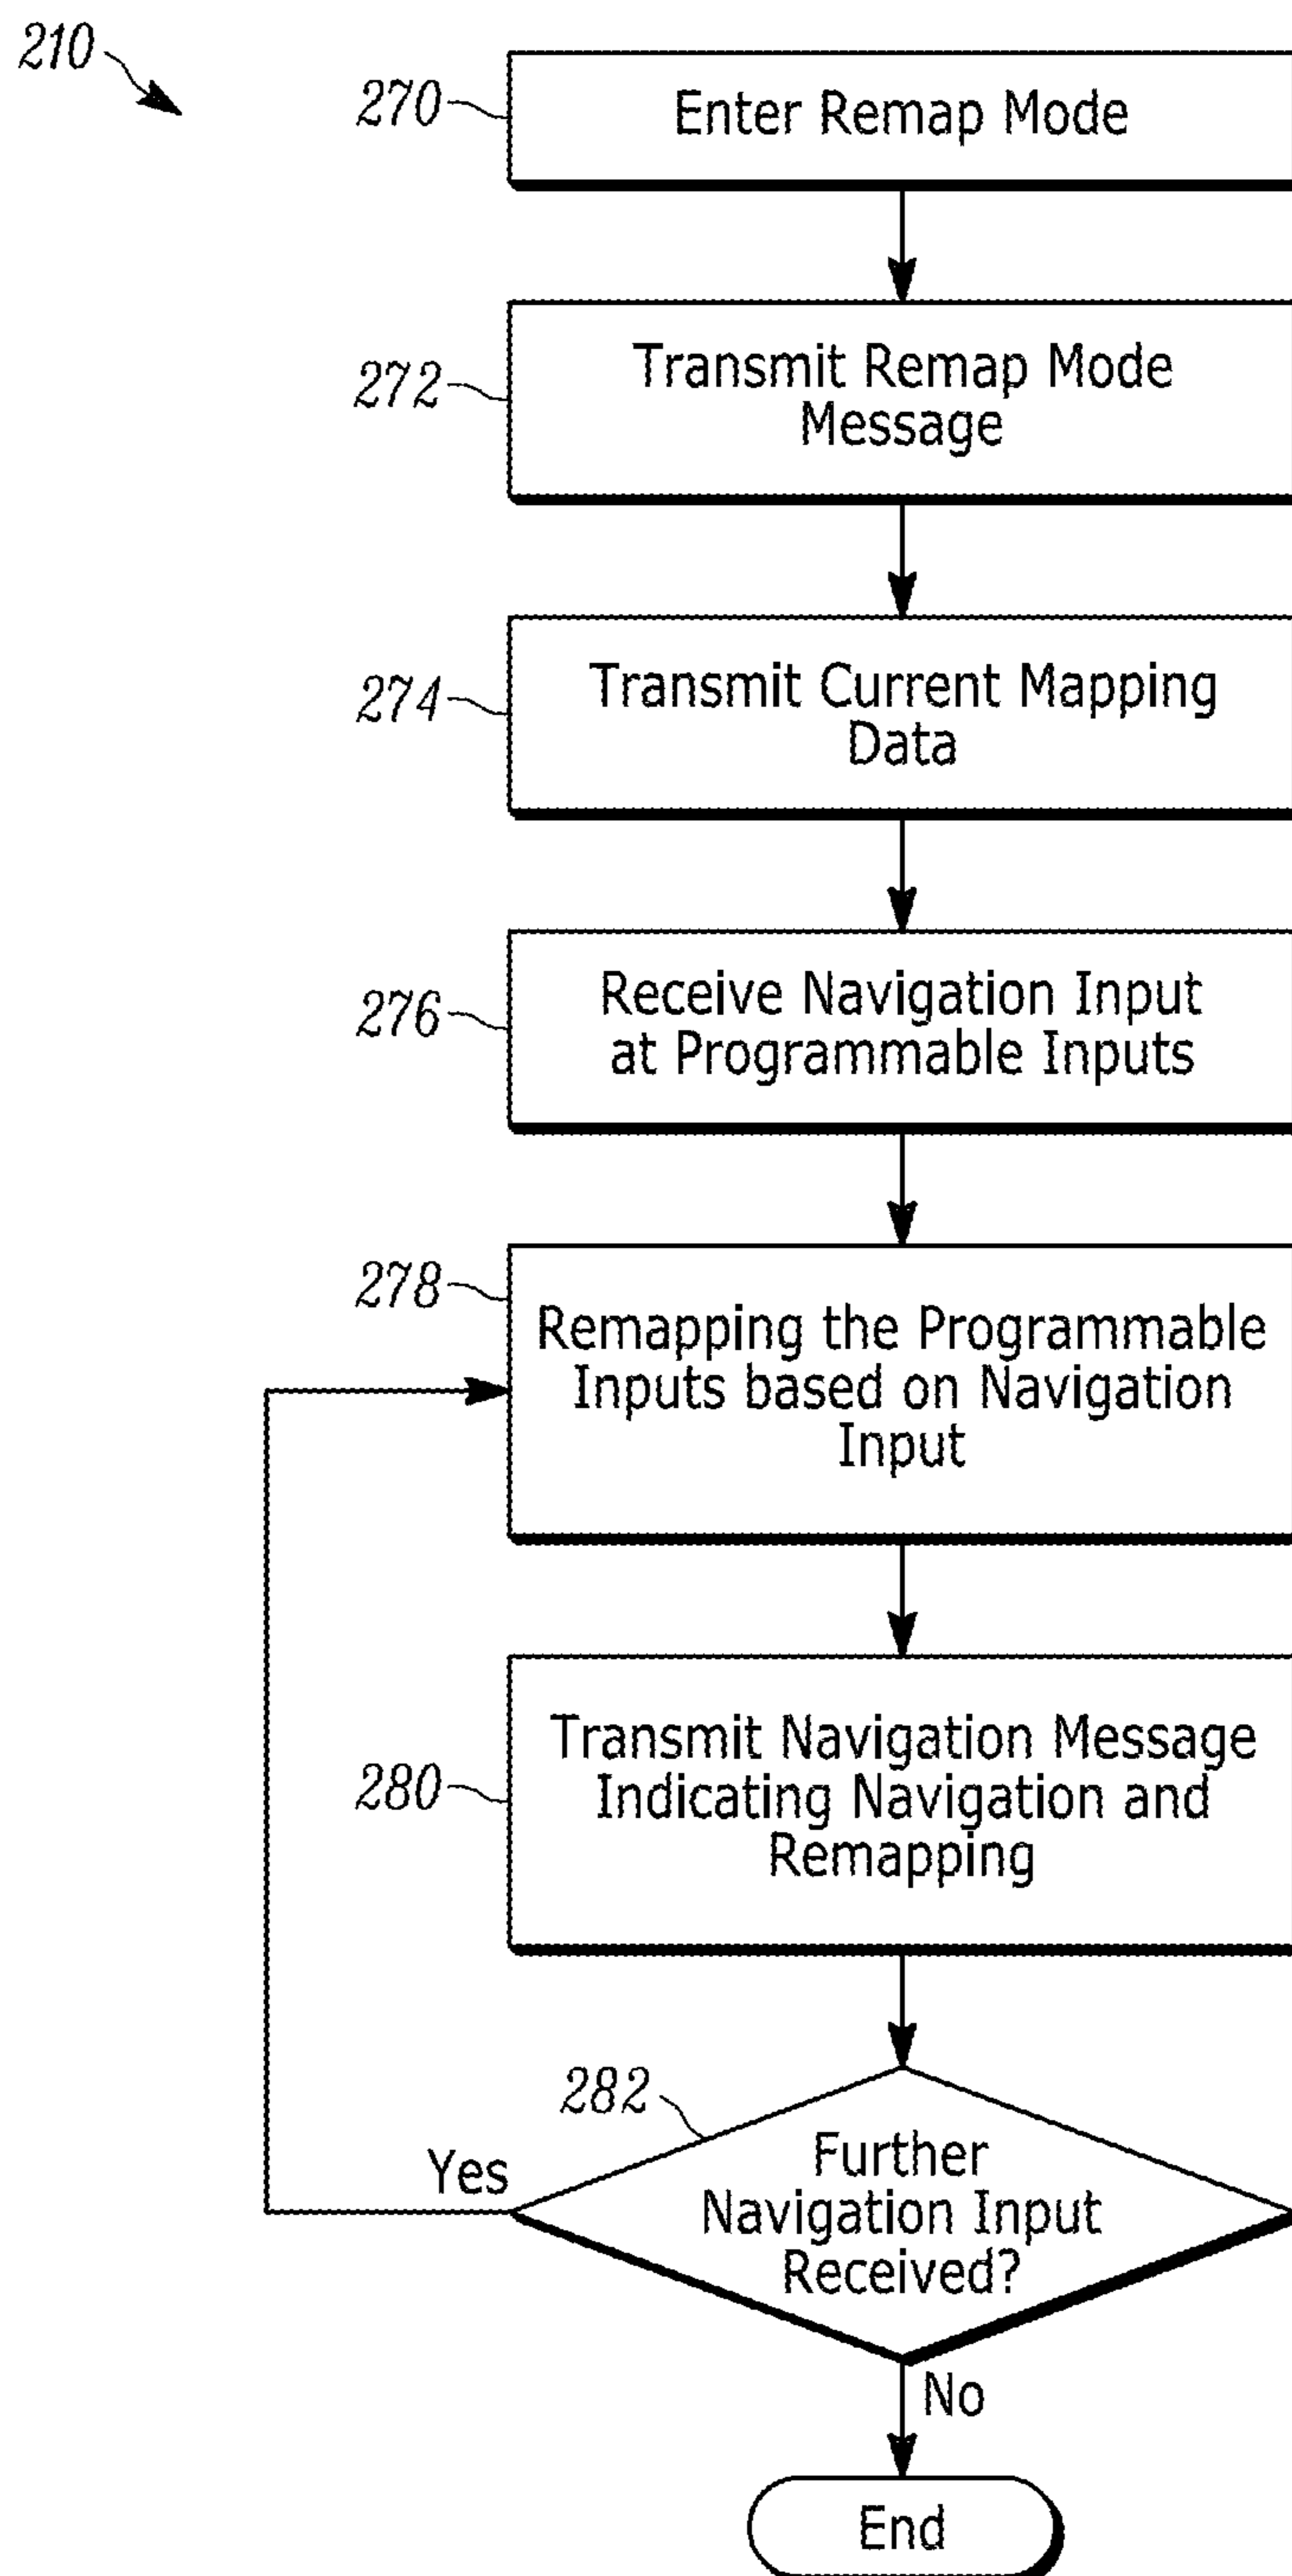 210
270
Enter Remap Mode
272
Transmit Remap Mode
Message
274
Transmit Current Mapping
Data
276
Receive Navigation Input
at Programmable Inputs
278
Remapping the Programmable
Inputs based on Navigation
Input
280
Transmit Navigation Message
Indicating Navigation and
Remapping
282
Further
Navigation Input
Received?
Yes
No
End